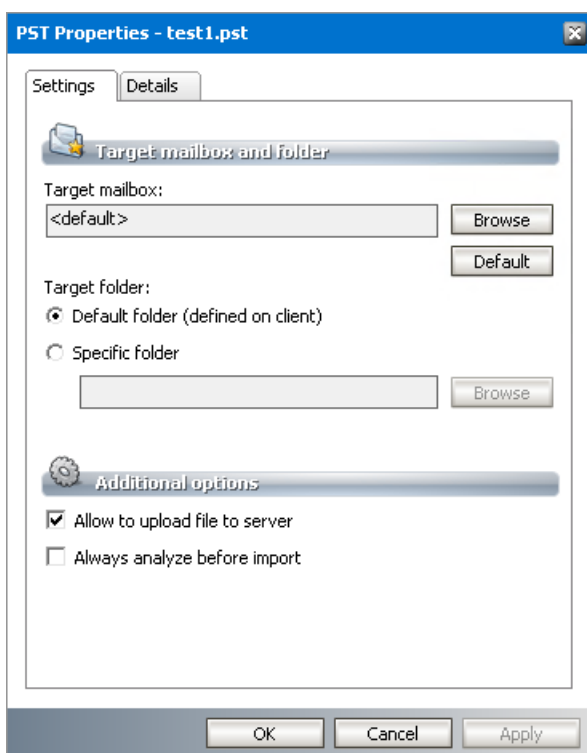 PST Properties - test1.pst
Settings Details
Target mailbox and folder
Target mailbox:
<default> Browse
Default
Target folder:
Default folder (defined on client)
Specific folder
Browse
Additional options
Allow to upload file to server
Always analyze before import
OK Cancel Apply